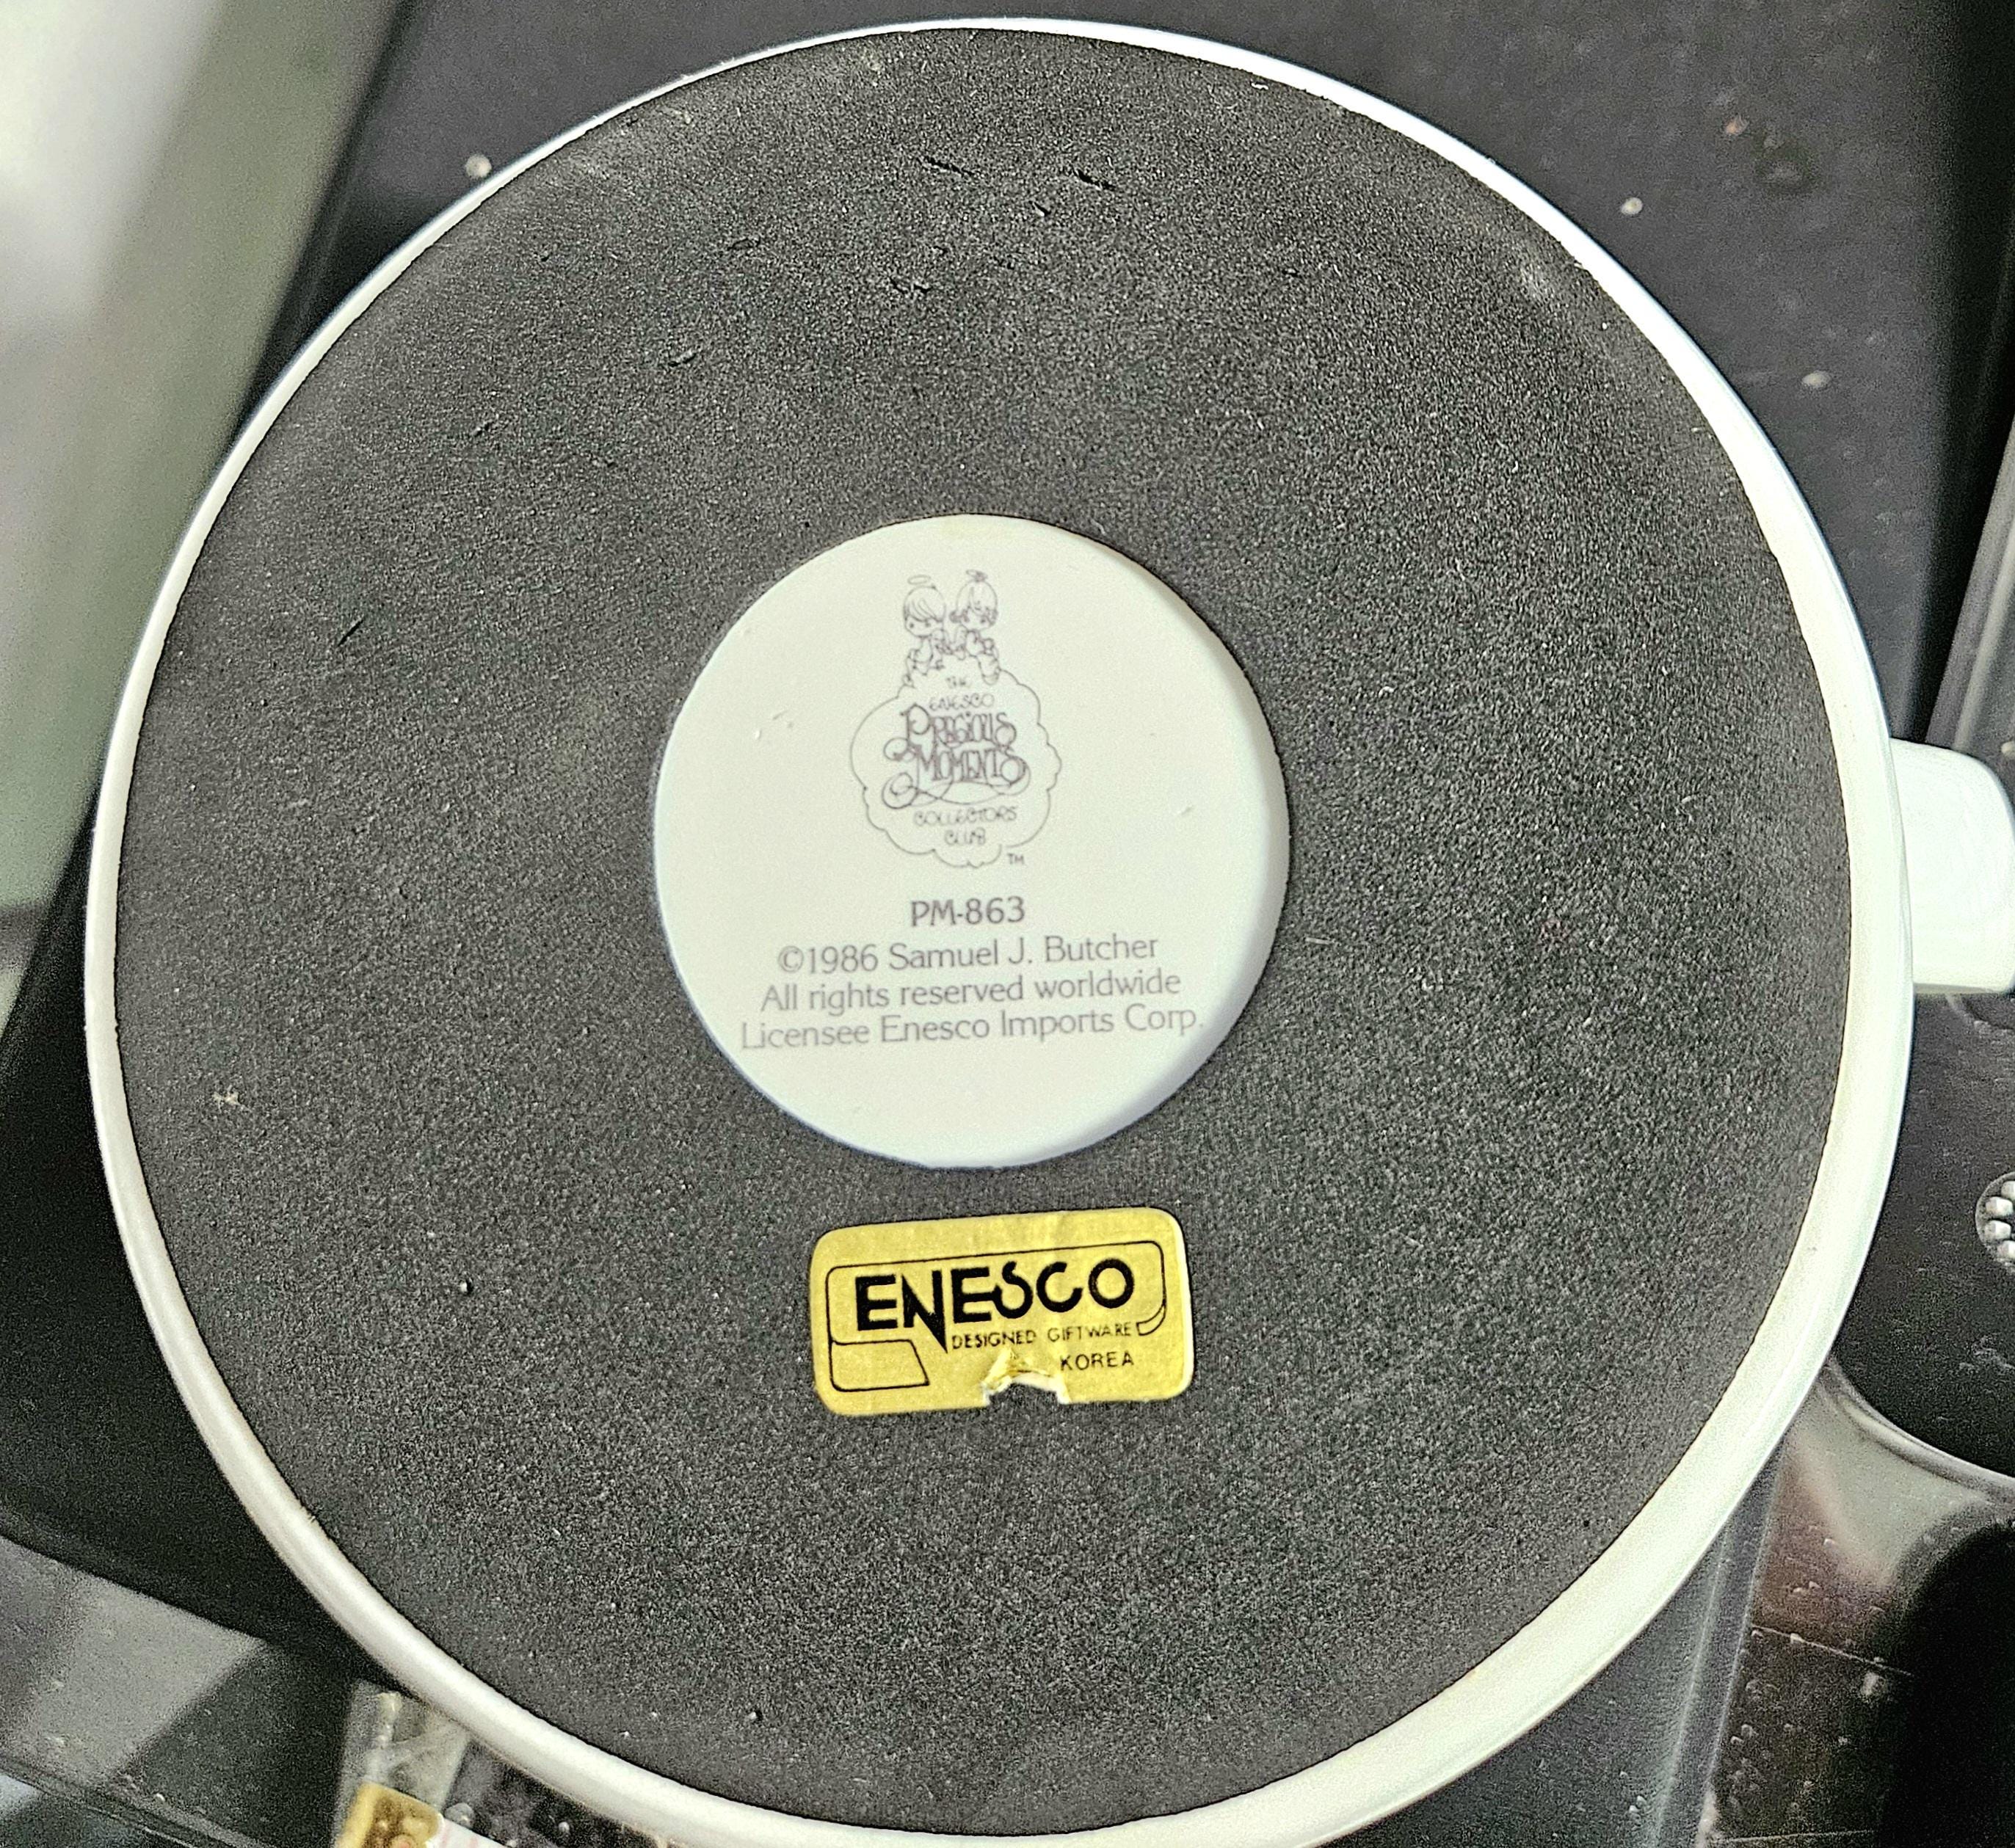 THE
ENESCO
PRECIOUS
MOMENTS
COLLECTORS
CLUB
TM
PM-863
©1986 Samuel J. Butcher
All rights reserved worldwide
Licensee Enesco Imports Corp.
ENESCO
DESIGNED GIFTWARE
KOREA